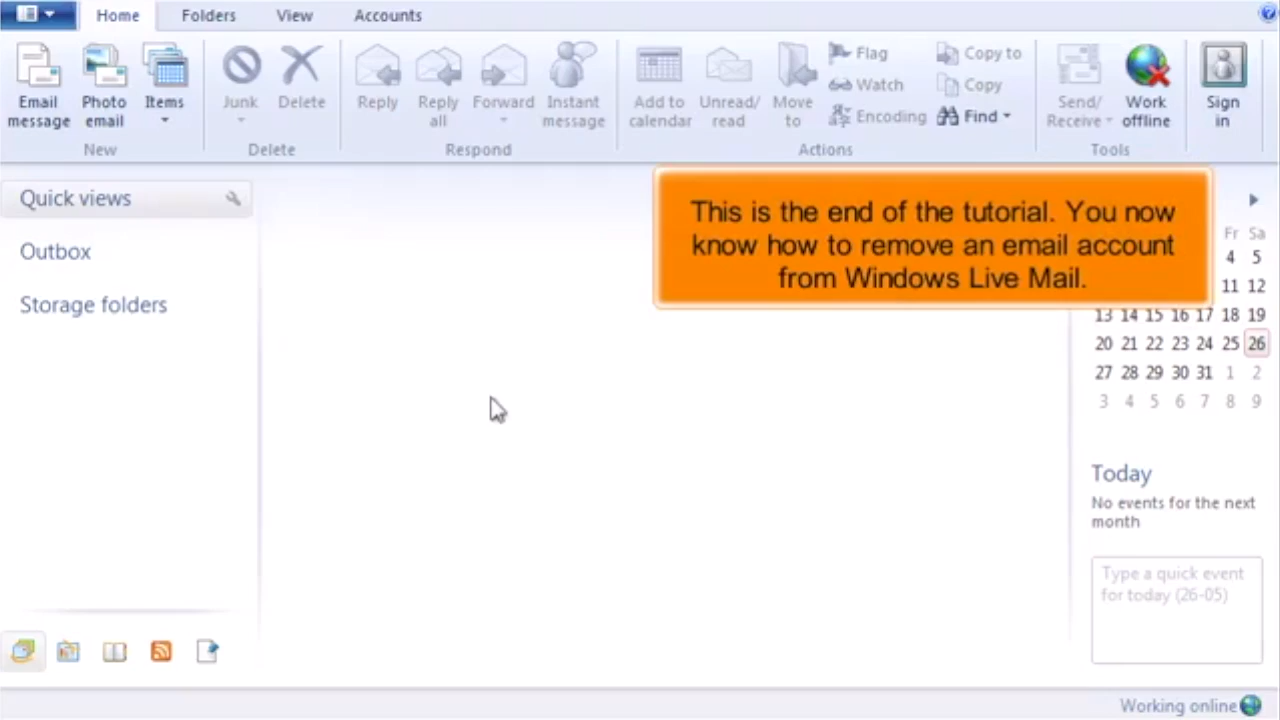 Home Folders View Accounts
Email message
Photo email
Items
New
Junk
Delete
Delete
Reply
Reply all
Forward
Instant message
Respond
Add to calendar
Unread/ read
Move to
Flag
Watch
Encoding
Copy to
Copy
Find
Actions
Send/ Receive
Work offline
Tools
Sign in
Quick views
Outbox
Storage folders
This is the end of the tutorial. You now
know how to remove an email account
from Windows Live Mail.
Fr Sa
4 5
11 12
13 14 15 16 17 18 19
20 21 22 23 24 25 26
27 28 29 30 31 1 2
3 4 5 6 7 8 9
Today
No events for the next
month
Type a quick event
for today (26-05)
Working online